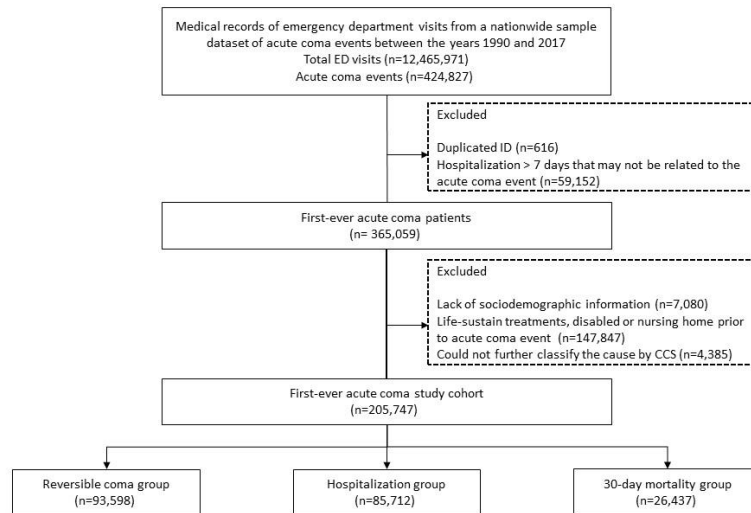 Medical records of emergency department visits from a nationwide sample
dataset of acute coma events between the years 1990 and 2017
Total ED visits (n=12,465,971)
Acute coma events (n=424,827)
Excluded
Duplicated ID (n=616)
Hospitalization > 7 days that may not be related to the
acute coma event (n=59,152)
First-ever acute coma patients
(n= 365,059)
Excluded
Lack of sociodemographic information (n=7,080)
Life-sustain treatments, disabled or nursing home prior
to acute coma event (n=147,847)
Could not further classify the cause by CCS (n=4,385)
First-ever acute coma study cohort
(n=205,747)
Reversible coma group
(n=93,598)
Hospitalization group
(n=85,712)
30-day mortality group
(n=26,437)